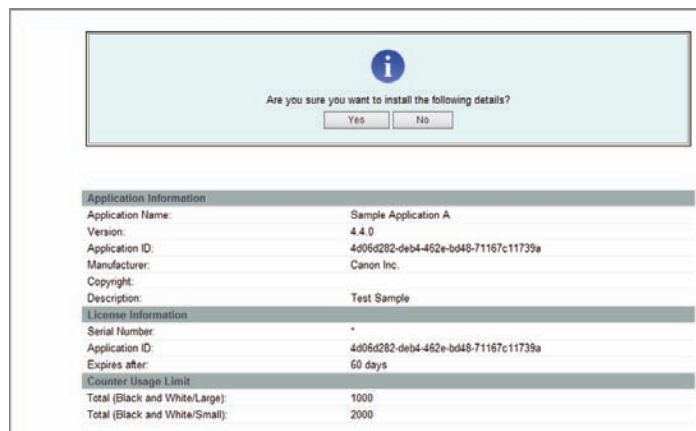 i
Are you sure you want to install the following details?
Yes No
Application Information
Application Name: Sample Application A
Version: 4.4.0
Application ID: 4d06d282-deb4-462e-bd48-71167c11739a
Manufacturer: Canon Inc.
Copyright:
Description: Test Sample
License Information
Serial Number: *
Application ID: 4d06d282-deb4-462e-bd48-71167c11739a
Expires after: 60 days
Counter Usage Limit
Total (Black and White/Large): 1000
Total (Black and White/Small): 2000